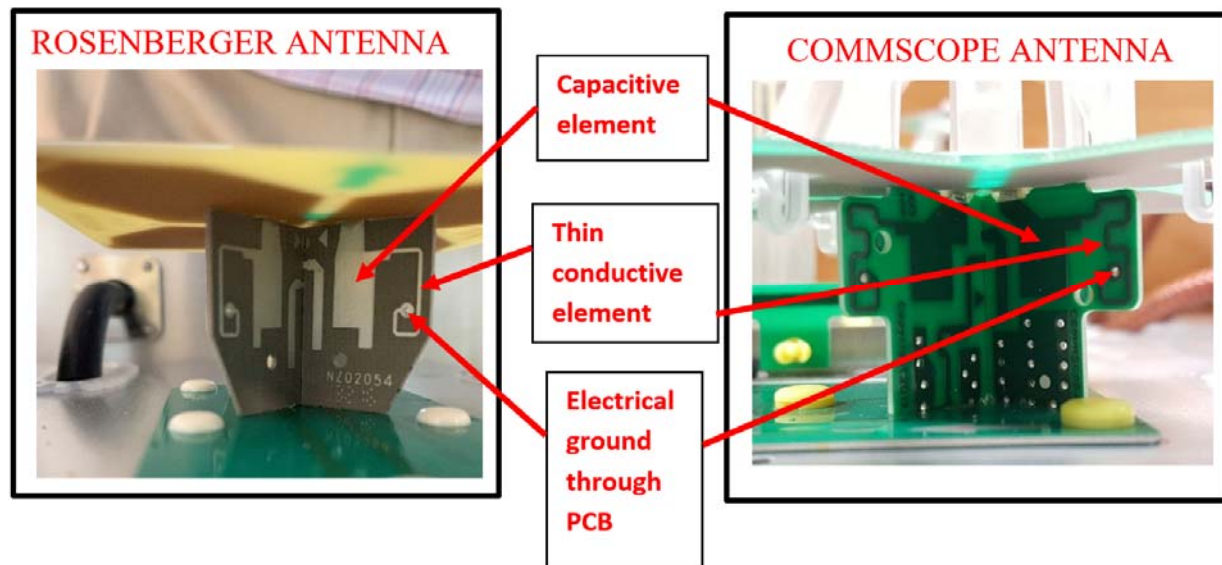 ROSENBERGER ANTENNA
Capacitive
element
Thin
conductive
element
Electrical
ground
through
PCB
COMMSCOPE ANTENNA
NZ02054